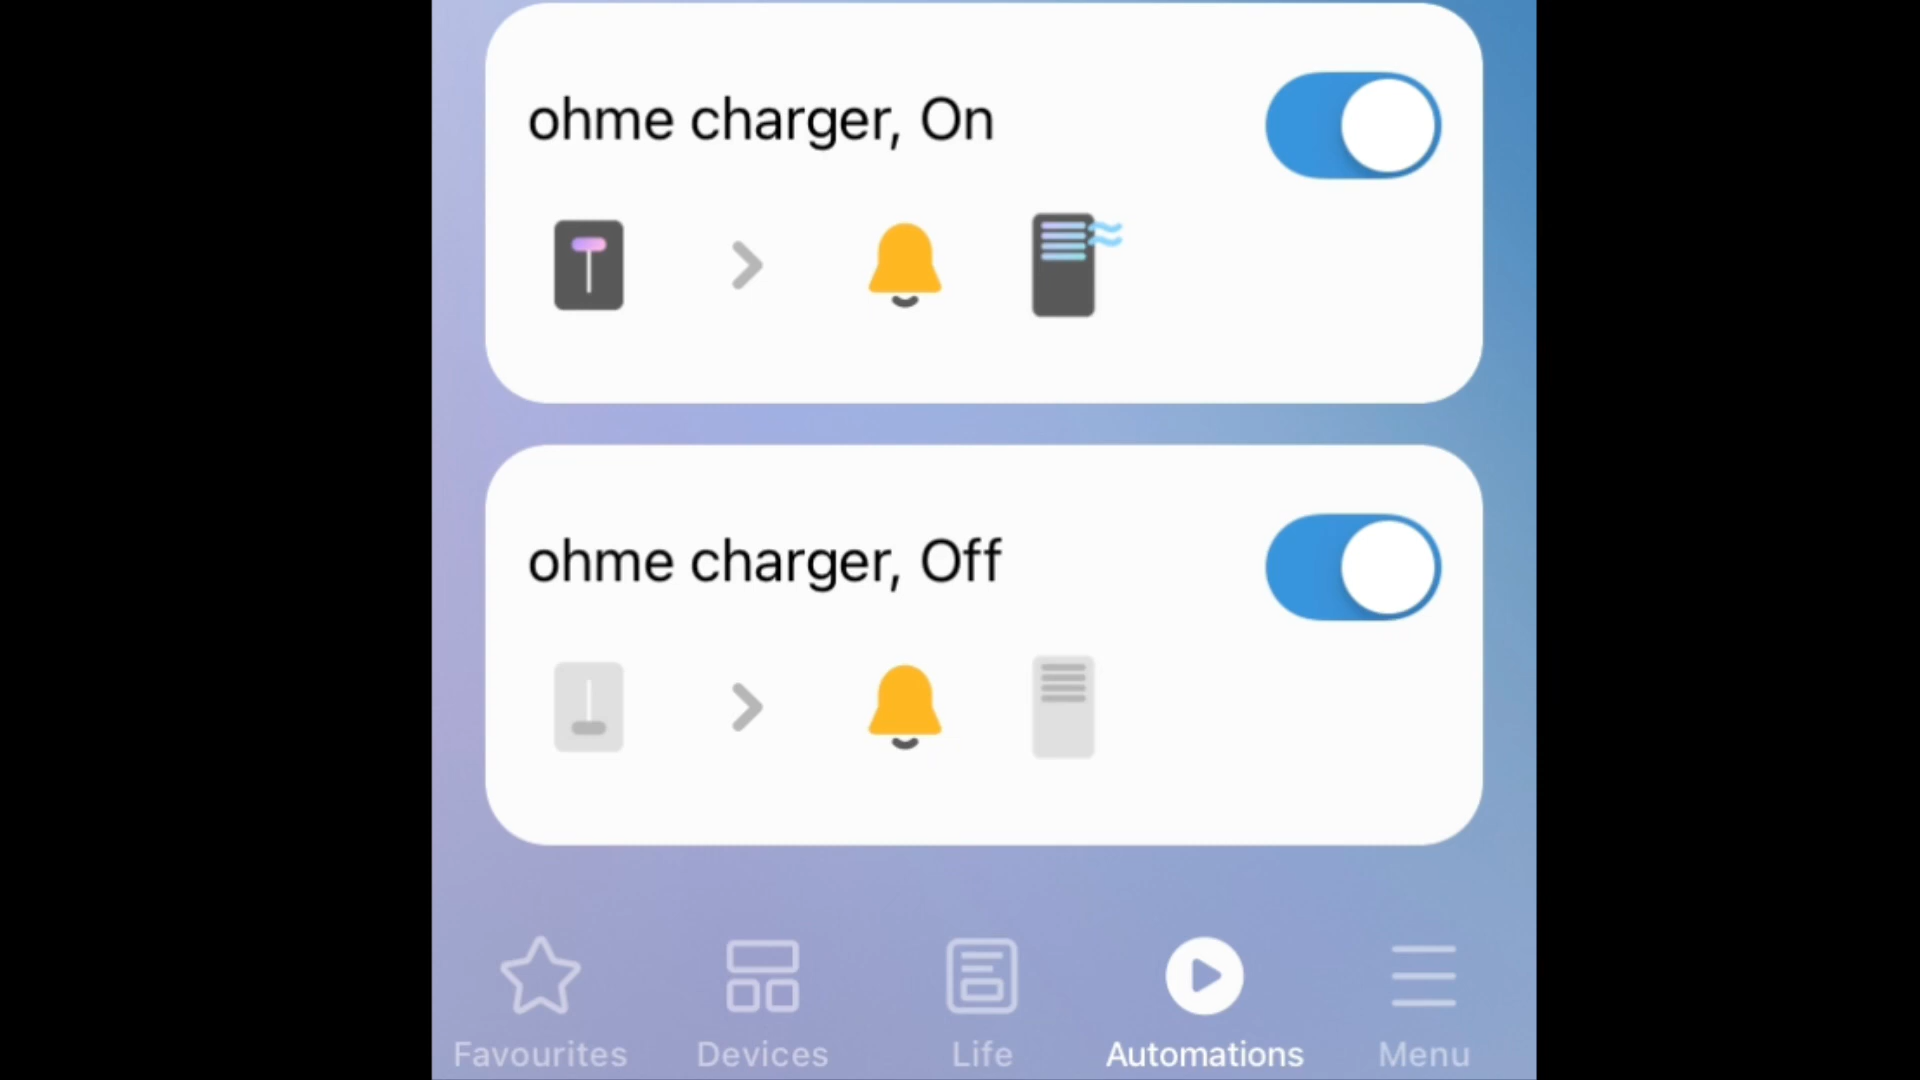 ohme charger, On
ohme charger, Off
Favourites Devices Life Automations Menu